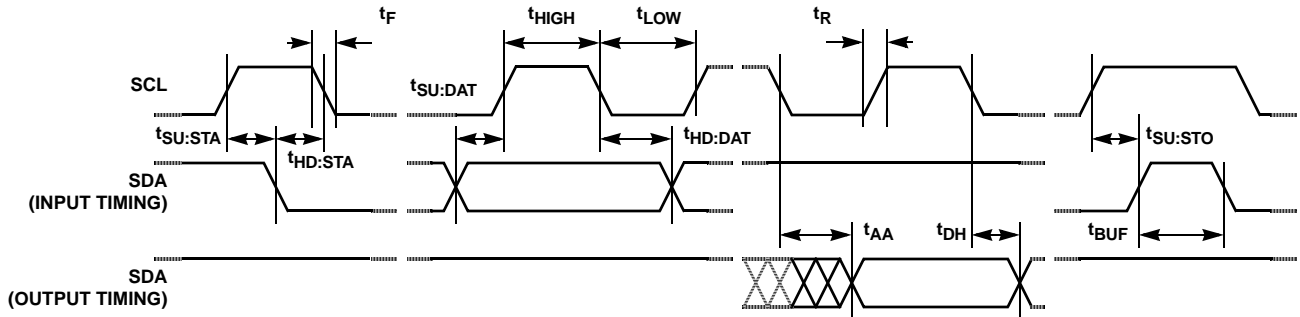 tF
tHIGH
tLOW
tR
SCL
tSU:DAT
tSU:STA
tHD:STA
tHD:DAT
tSU:STO
SDA
(INPUT TIMING)
tAA
tDH
tBUF
SDA
(OUTPUT TIMING)